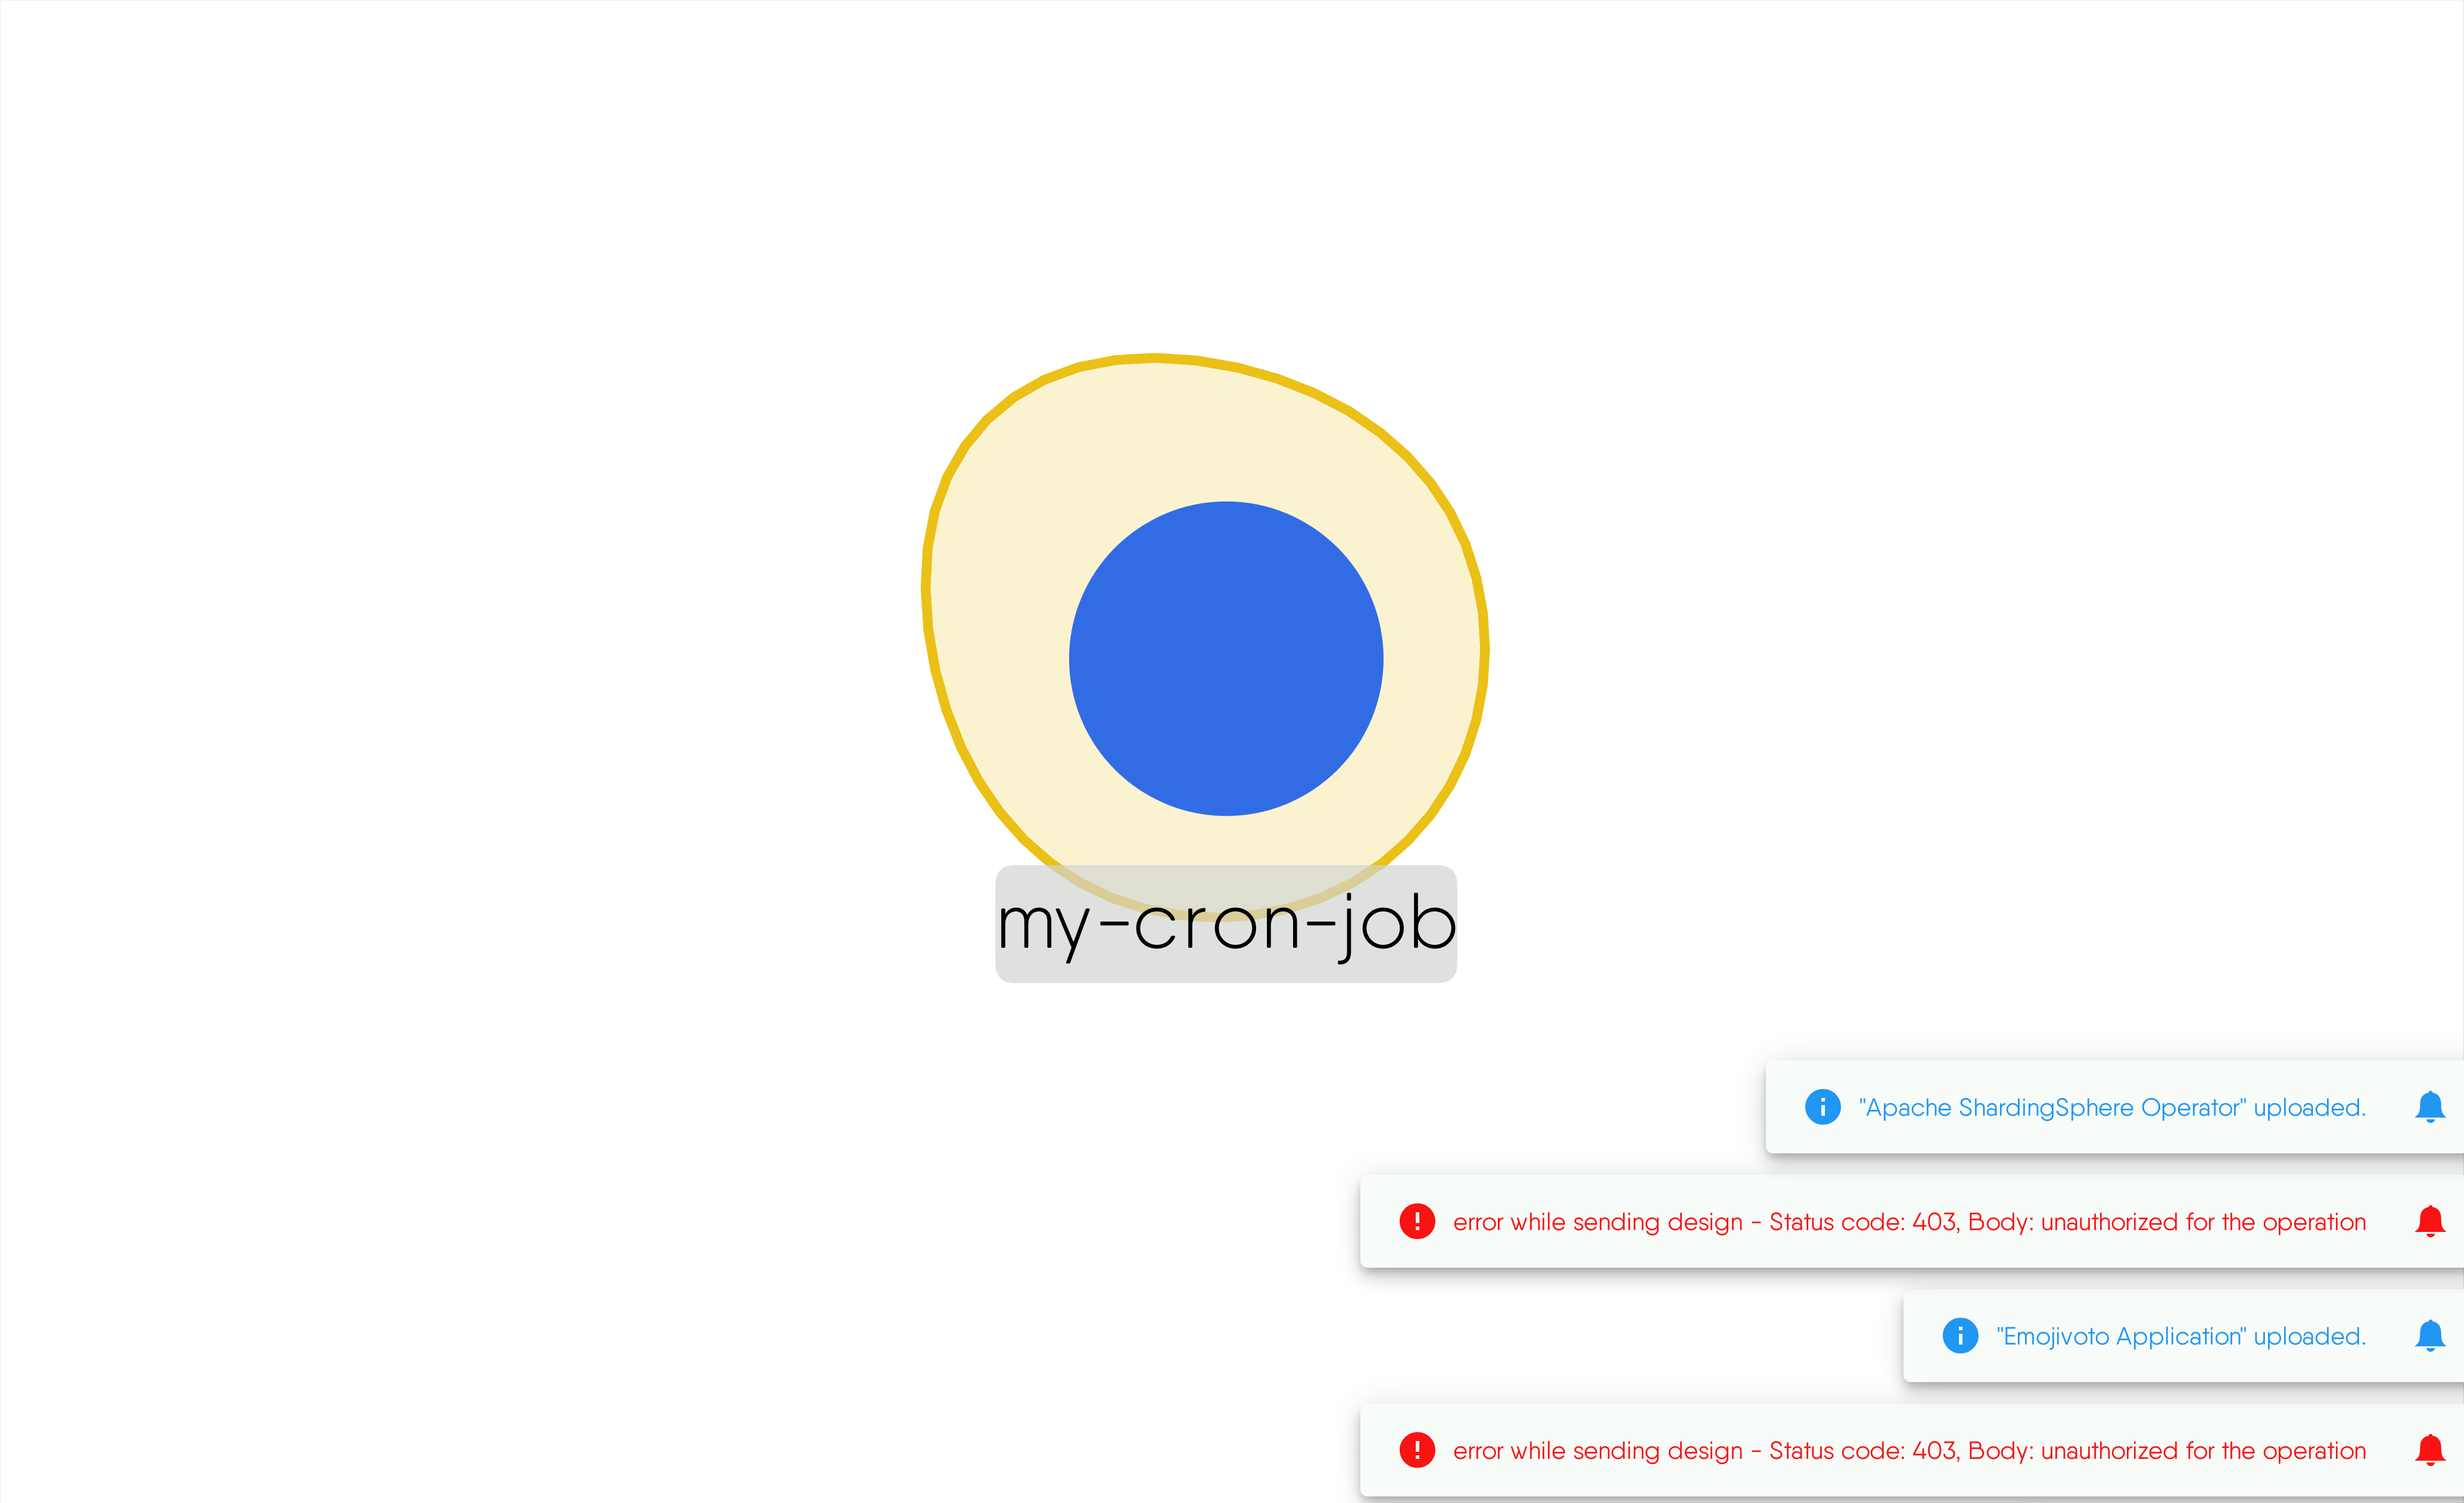 my-cron-job
"Apache ShardingSphere Operator" uploaded.
error while sending design - Status code: 403, Body: unauthorized for the operation
"Emojivoto Application" uploaded.
error while sending design - Status code: 403, Body: unauthorized for the operation